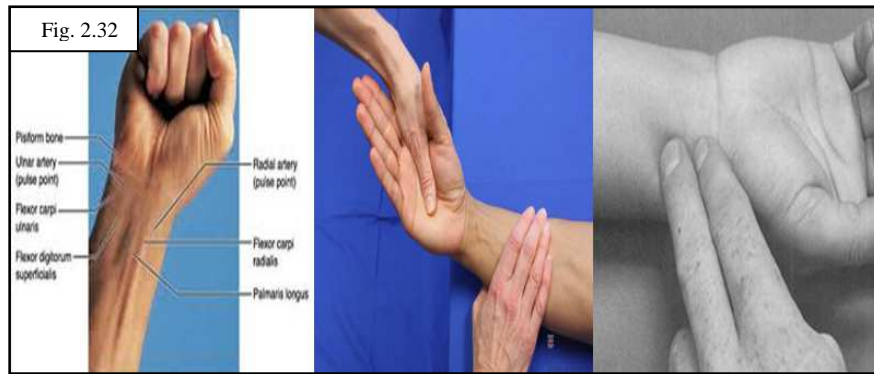 Fig. 2.32
Pisiform bone
Ulnar artery
(pulse point)
Flexor carpi
ulnaris
Flexor digitorum
superficialis
Radial artery
(pulse point)
Flexor carpi
radialis
Palmaris longus